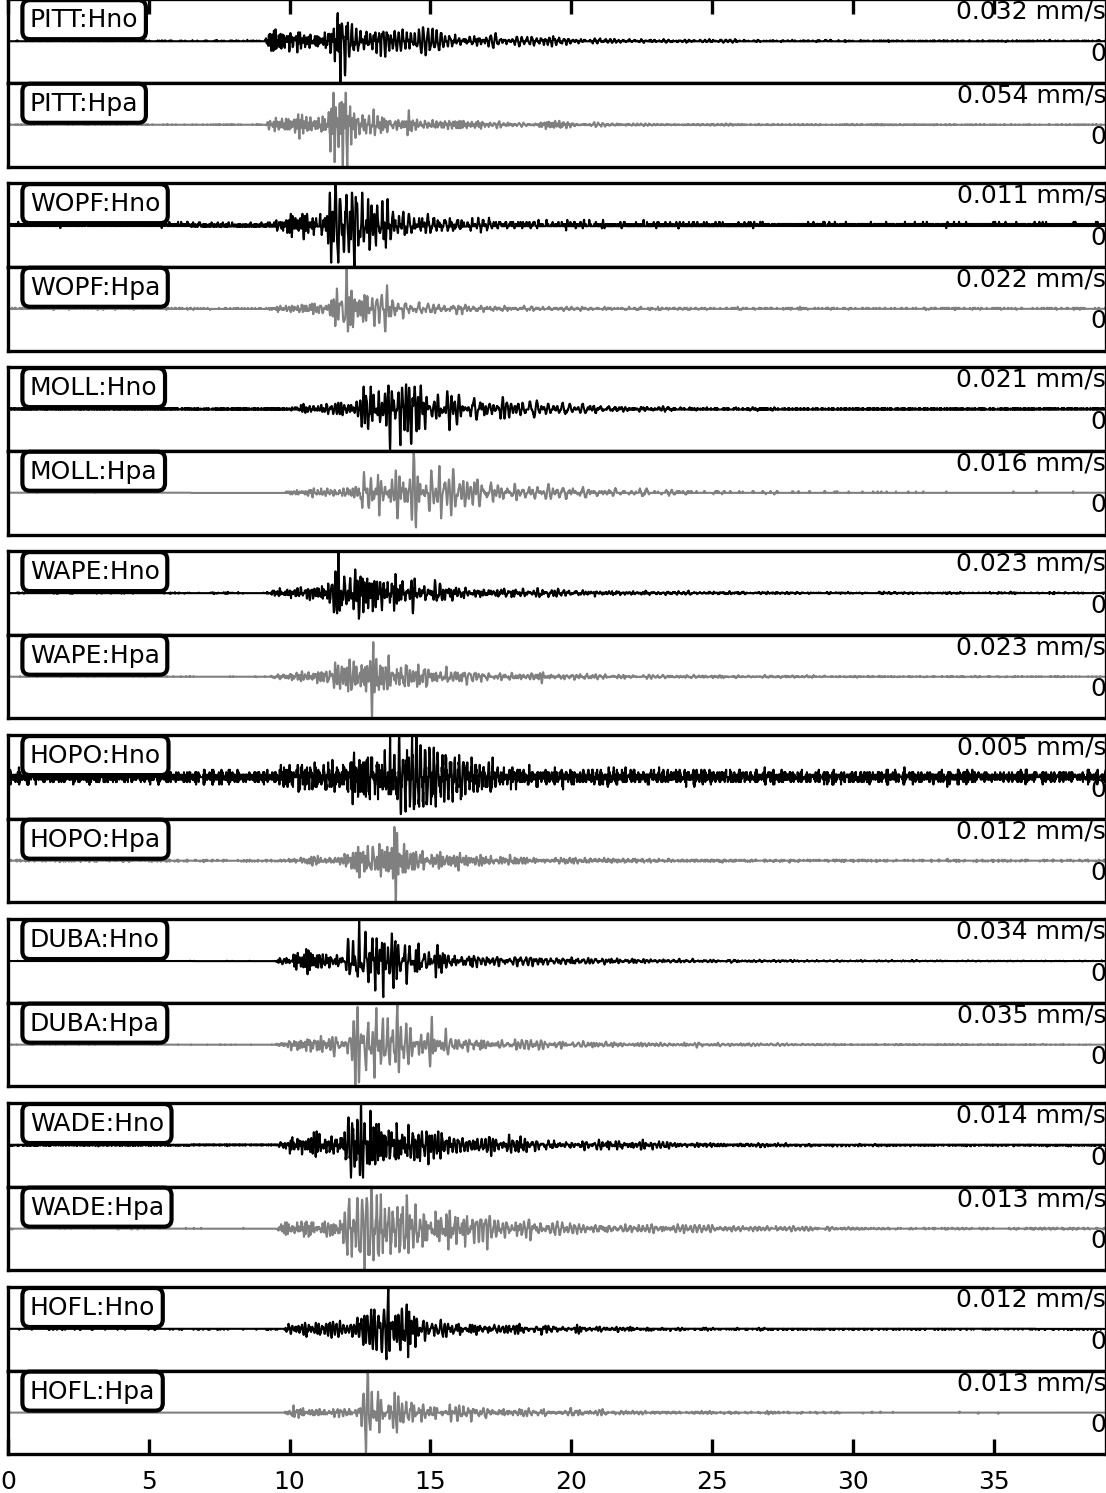 PITT:Hno 0.032 mm/s
0
PITT:Hpa 0.054 mm/s
0
WOPF:Hno 0.011 mm/s
0
WOPF:Hpa 0.022 mm/s
0
MOLL:Hno 0.021 mm/s
0
MOLL:Hpa 0.016 mm/s
0
WAPE:Hno 0.023 mm/s
0
WAPE:Hpa 0.023 mm/s
0
HOPO:Hno 0.005 mm/s
0
HOPO:Hpa 0.012 mm/s
0
DUBA:Hno 0.034 mm/s
0
DUBA:Hpa 0.035 mm/s
0
WADE:Hno 0.014 mm/s
0
WADE:Hpa 0.013 mm/s
0
HOFL:Hno 0.012 mm/s
0
HOFL:Hpa 0.013 mm/s
0
0 5 10 15 20 25 30 35